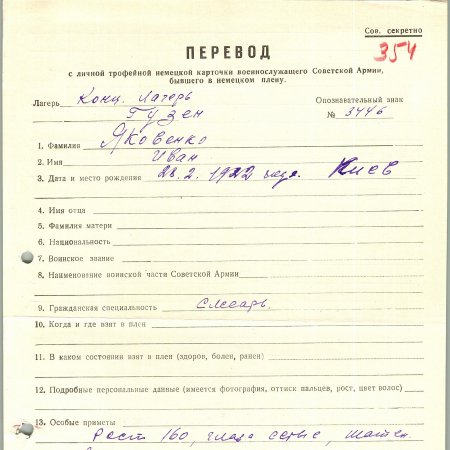 Сов. секретно
354
ПЕРЕВОД
с личной трофейной немецкой карточки военнослужащего Советской Армии,
бывшего в немецком плену.
Лагерь Конц. Лагерь
Гузен
Опознавательный знак
№ 3446
1. Фамилия Яковенко
2. Имя Иван
3. Дата и место рождения 28.2.1922 года. Киев
4. Имя отца
5. Фамилия матери
6. Национальность
7. Воинское звание
8. Наименование воинской части Советской Армии
9. Гражданская специальность слесарь.
10. Когда и где взят в плен
11. В каком состоянии взят в плен (здоров, болен, ранен)
12. Подробные персональные данные (имеется фотография, оттиск пальцев, рост, цвет волос)
13. Особые приметы
Рост 160, глаза серые, шатен.